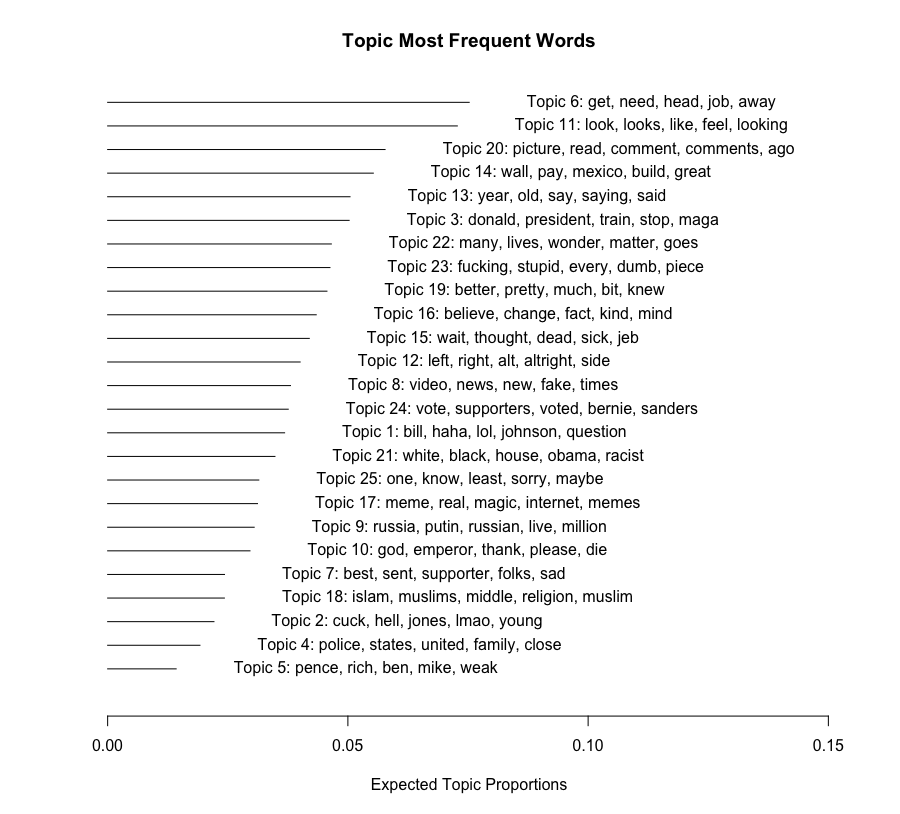 Topic Most Frequent Words
Topic 6: get, need, head, job, away
Topic 11: look, looks, like, feel, looking
Topic 20: picture, read, comment, comments, ago
Topic 14: wall, pay, mexico, build, great
Topic 13: year, old, say, saying, said
Topic 3: donald, president, train, stop, maga
Topic 22: many, lives, wonder, matter, goes
Topic 23: fucking, stupid, every, dumb, piece
Topic 19: better, pretty, much, bit, knew
Topic 16: believe, change, fact, kind, mind
Topic 15: wait, thought, dead, sick, jeb
Topic 12: left, right, alt, altright, side
Topic 8: video, news, new, fake, times
Topic 24: vote, supporters, voted, bernie, sanders
Topic 1: bill, haha, lol, johnson, question
Topic 21: white, black, house, obama, racist
Topic 25: one, know, least, sorry, maybe
Topic 17: meme, real, magic, internet, memes
Topic 9: russia, putin, russian, live, million
Topic 10: god, emperor, thank, please, die
Topic 7: best, sent, supporter, folks, sad
Topic 18: islam, muslims, middle, religion, muslim
Topic 2: cuck, hell, jones, lmao, young
Topic 4: police, states, united, family, close
Topic 5: pence, rich, ben, mike, weak
0.00 0.05 0.10 0.15
Expected Topic Proportions